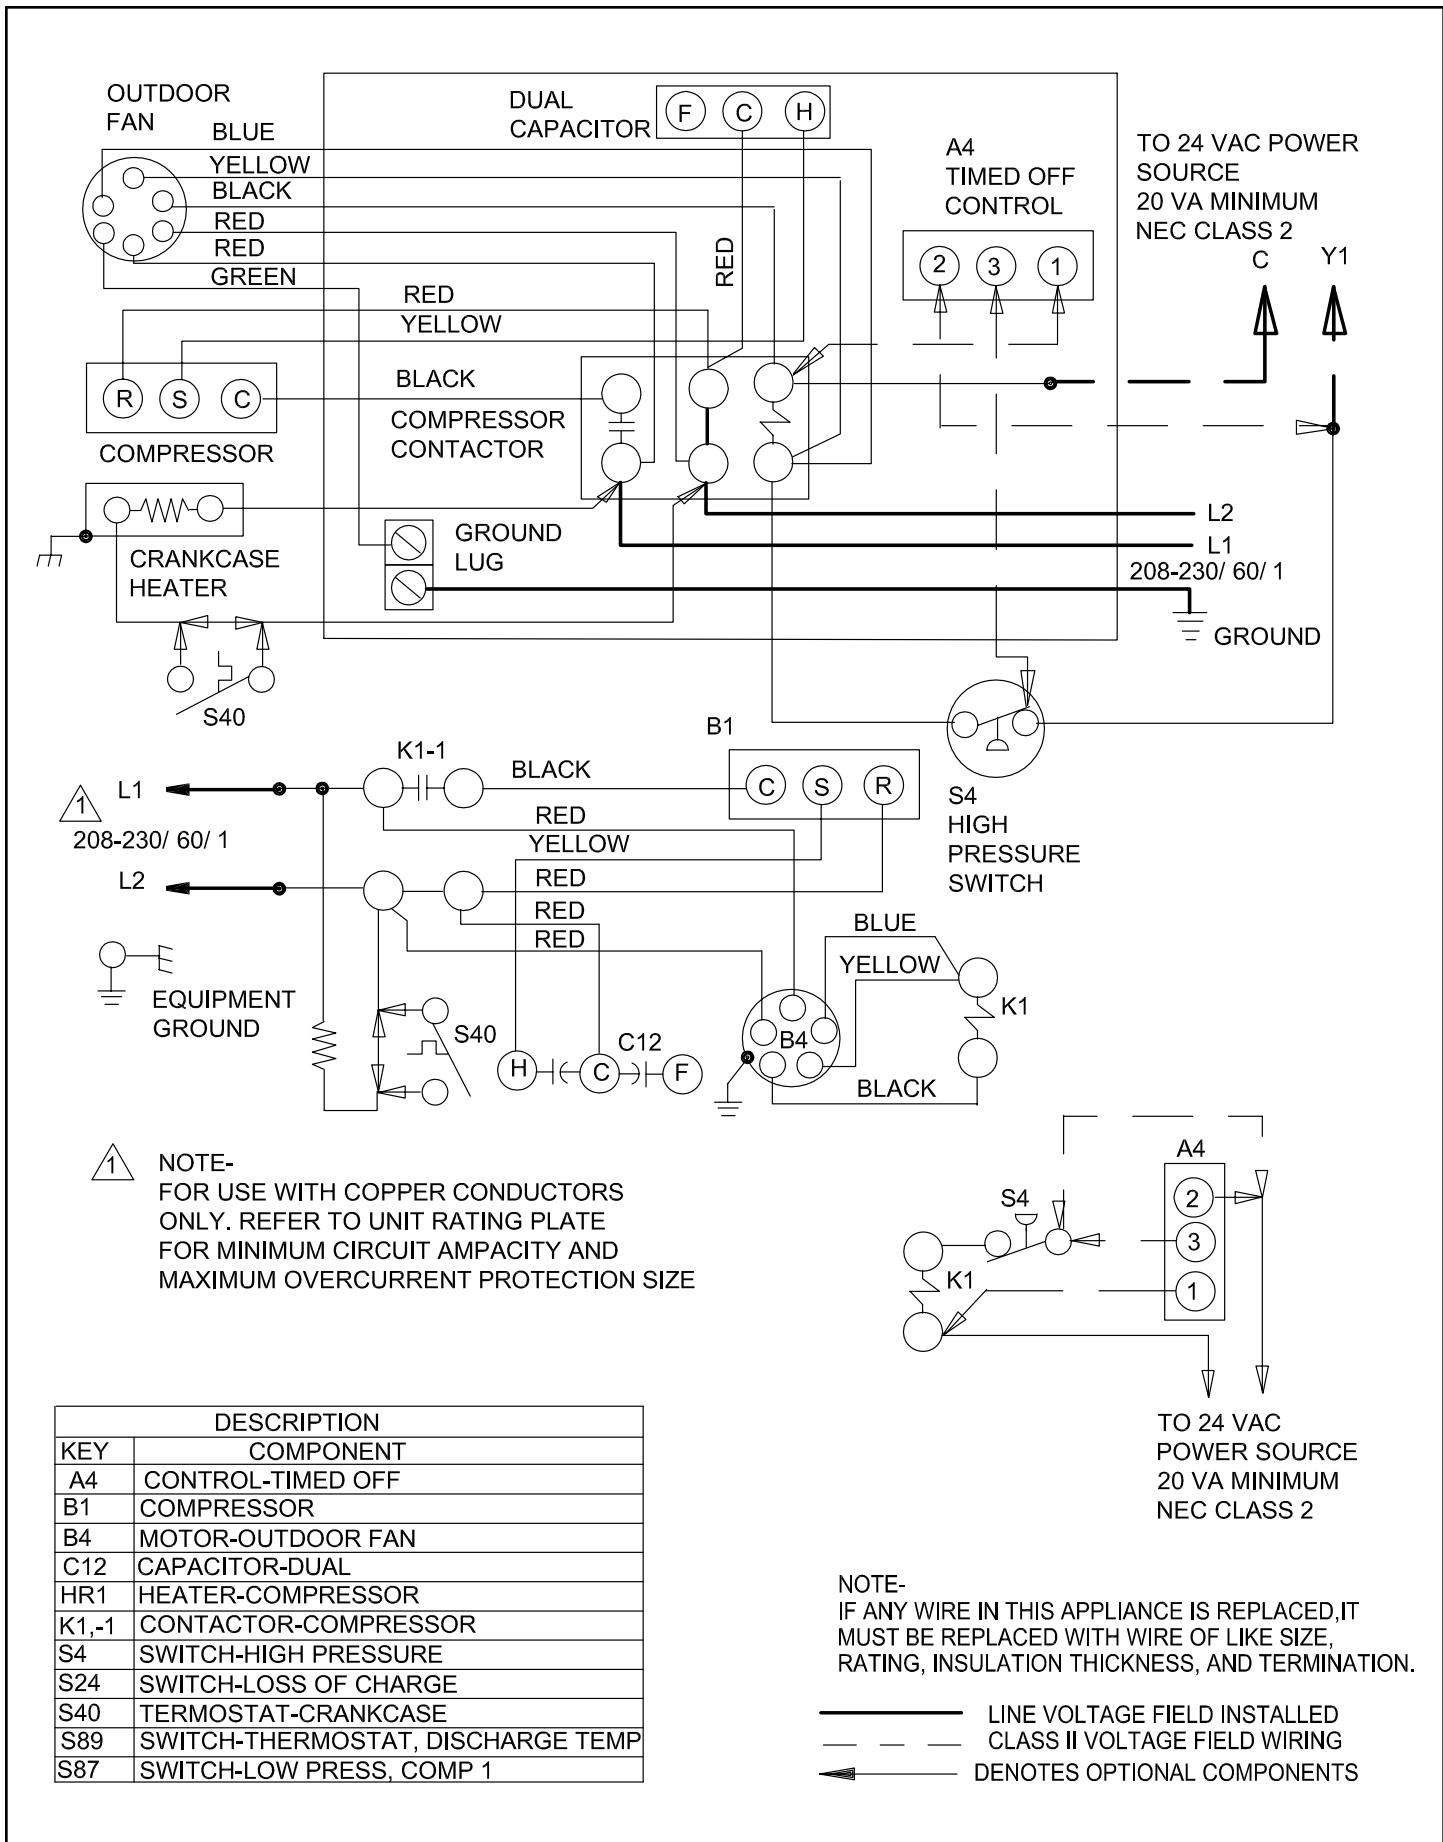 OUTDOOR
FAN
BLUE
YELLOW
BLACK
RED
RED
GREEN
DUAL
CAPACITOR
F
C
H
A4
TIMED OFF
CONTROL
2
3
1
TO 24 VAC POWER
SOURCE
20 VA MINIMUM
NEC CLASS 2
C
Y1
RED
RED
YELLOW
R
S
C
COMPRESSOR
BLACK
COMPRESSOR
CONTACTOR
CRANKCASE
HEATER
GROUND
LUG
L2
L1
208-230/ 60/ 1
GROUND
S40
S4
HIGH
PRESSURE
SWITCH
B1
C
S
R
K1-1
BLACK
RED
YELLOW
RED
RED
RED
1
L1
208-230/ 60/ 1
L2
EQUIPMENT
GROUND
S40
H
C
F
C12
BLUE
YELLOW
B4
K1
BLACK
1
NOTE-
FOR USE WITH COPPER CONDUCTORS
ONLY. REFER TO UNIT RATING PLATE
FOR MINIMUM CIRCUIT AMPACITY AND
MAXIMUM OVERCURRENT PROTECTION SIZE
A4
2
3
1
S4
K1
TO 24 VAC
POWER SOURCE
20 VA MINIMUM
NEC CLASS 2
DESCRIPTION
KEY COMPONENT
A4 CONTROL-TIMED OFF
B1 COMPRESSOR
B4 MOTOR-OUTDOOR FAN
C12 CAPACITOR-DUAL
HR1 HEATER-COMPRESSOR
K1,-1 CONTACTOR-COMPRESSOR
S4 SWITCH-HIGH PRESSURE
S24 SWITCH-LOSS OF CHARGE
S40 TERMOSTAT-CRANKCASE
S89 SWITCH-THERMOSTAT, DISCHARGE TEMP
S87 SWITCH-LOW PRESS, COMP 1
NOTE-
IF ANY WIRE IN THIS APPLIANCE IS REPLACED,IT
MUST BE REPLACED WITH WIRE OF LIKE SIZE,
RATING, INSULATION THICKNESS, AND TERMINATION.
LINE VOLTAGE FIELD INSTALLED
CLASS II VOLTAGE FIELD WIRING
DENOTES OPTIONAL COMPONENTS